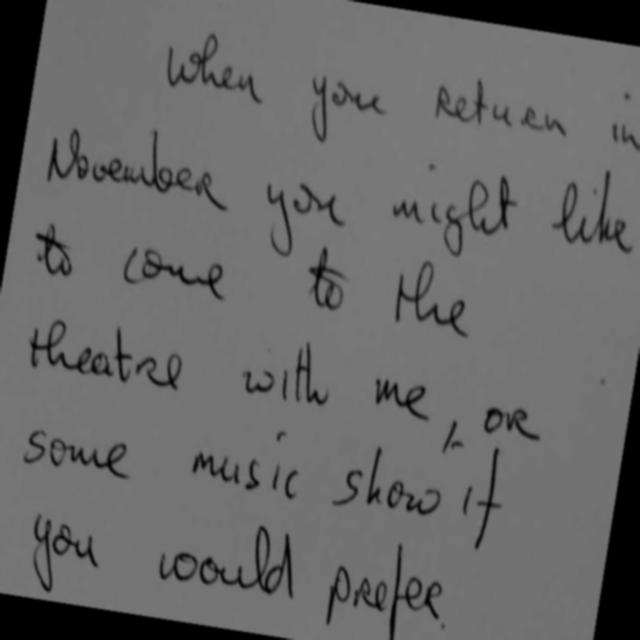 When you return in
November you might like
to come to the
theatre with me, or
some music show if
you would prefer.